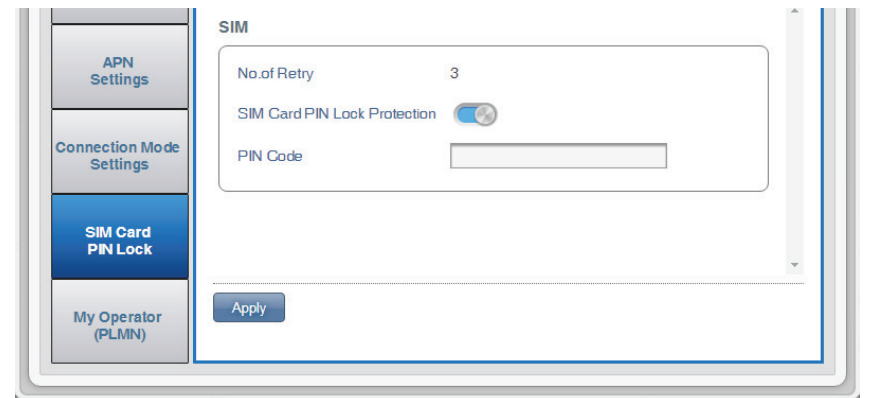 APN
Settings
Connection Mode
Settings
SIM Card
PIN Lock
My Operator
(PLMN)
SIM
No.of Retry 3
SIM Card PIN Lock Protection
PIN Code
Apply